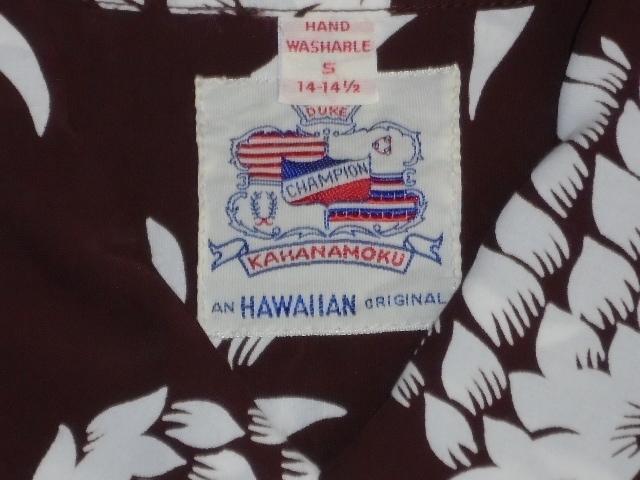 HAND
WASHABLE
S
14-14½
DUKE
CHAMPION
KAHANAMOKU
AN HAWAIIAN ORIGINAL